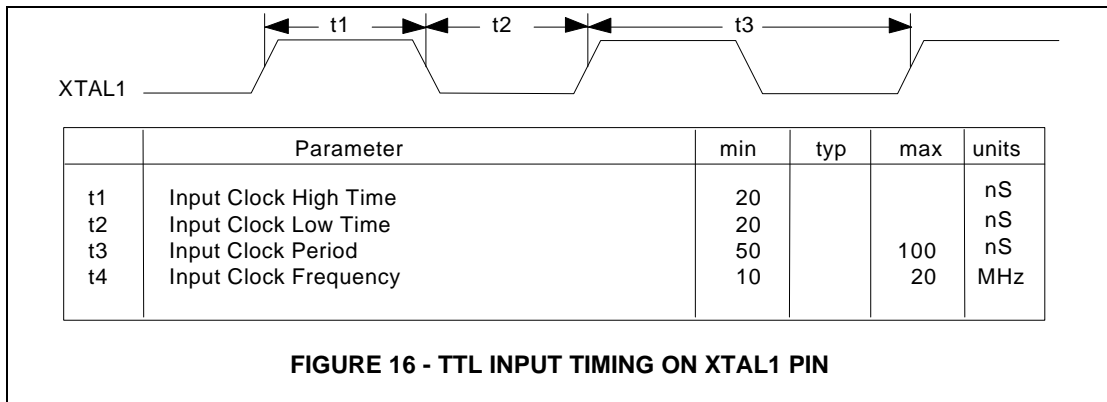 t1 t2 t3
XTAL1
Parameter min typ max units
t1 Input Clock High Time 20 nS
t2 Input Clock Low Time 20 nS
t3 Input Clock Period 50 100 nS
t4 Input Clock Frequency 10 20 MHz
FIGURE 16 - TTL INPUT TIMING ON XTAL1 PIN